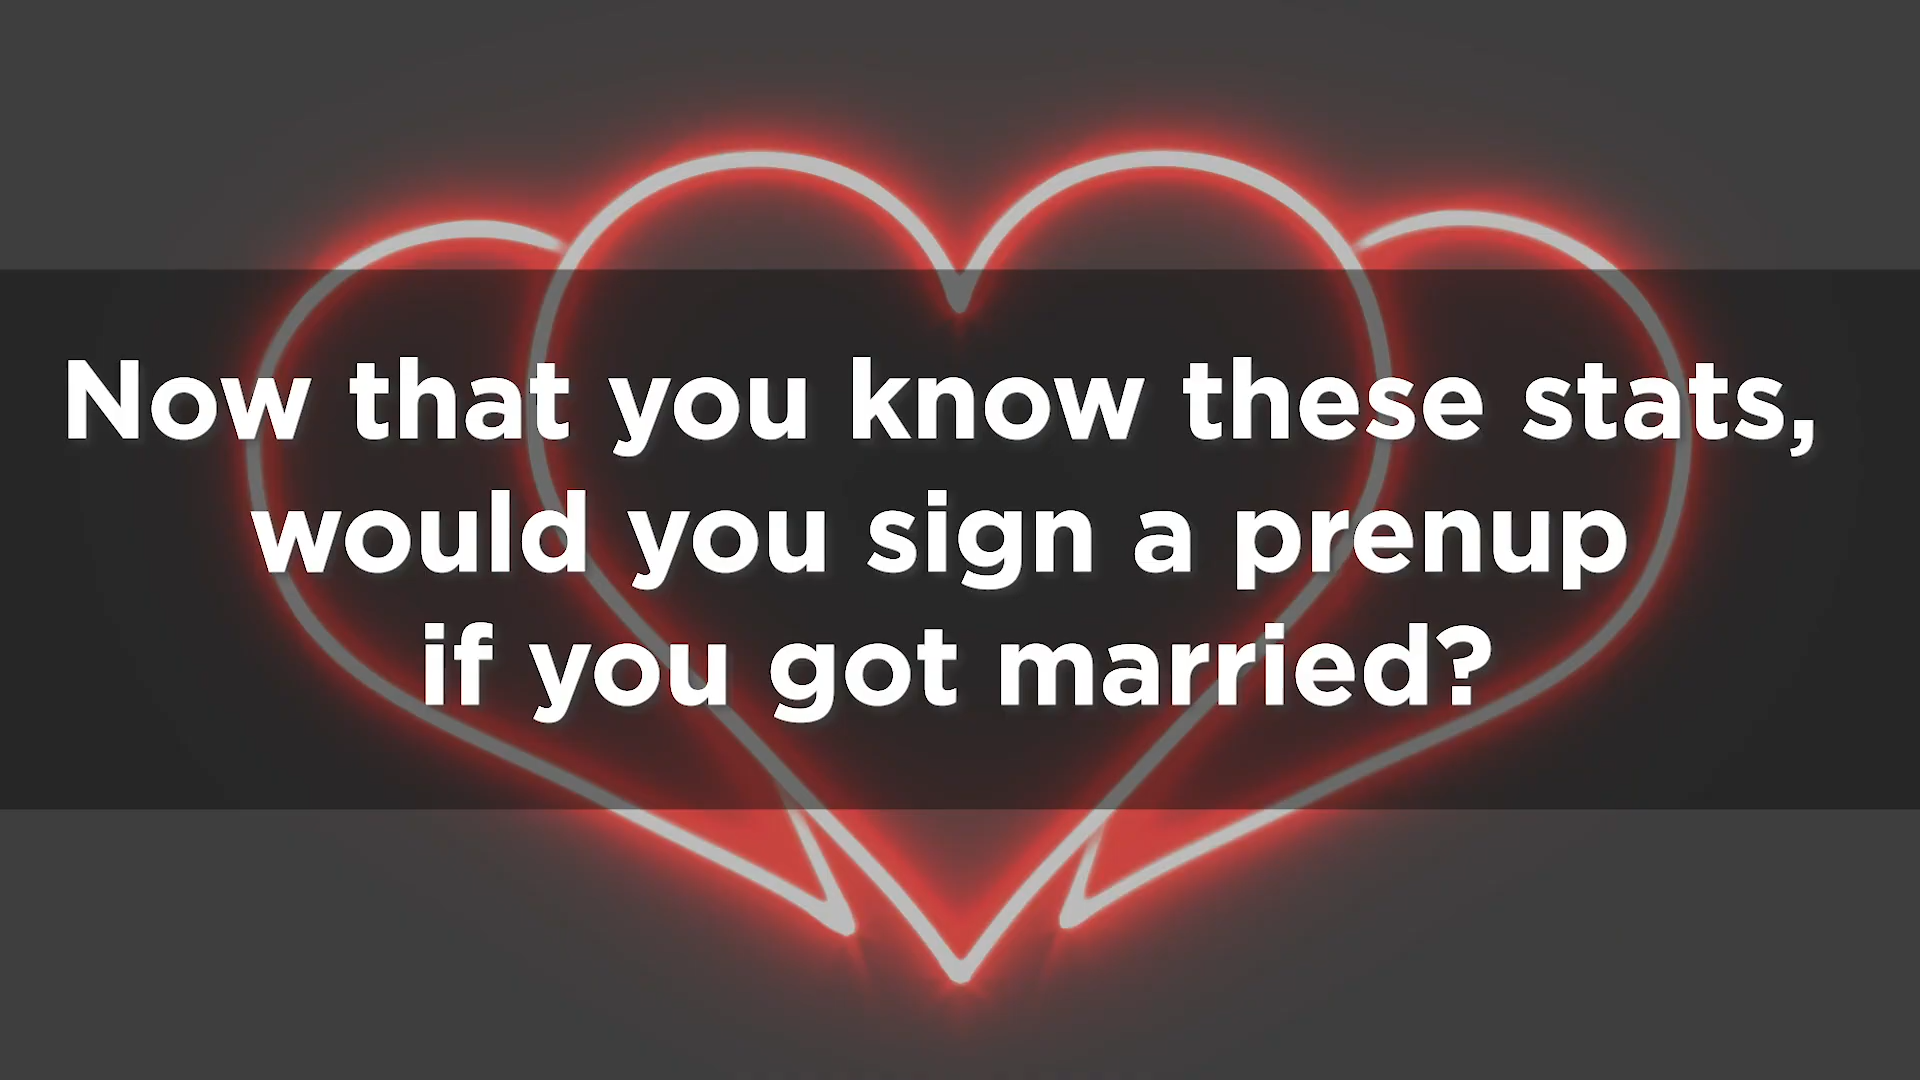 Now that you know these stats,
would you sign a prenup
if you got married?